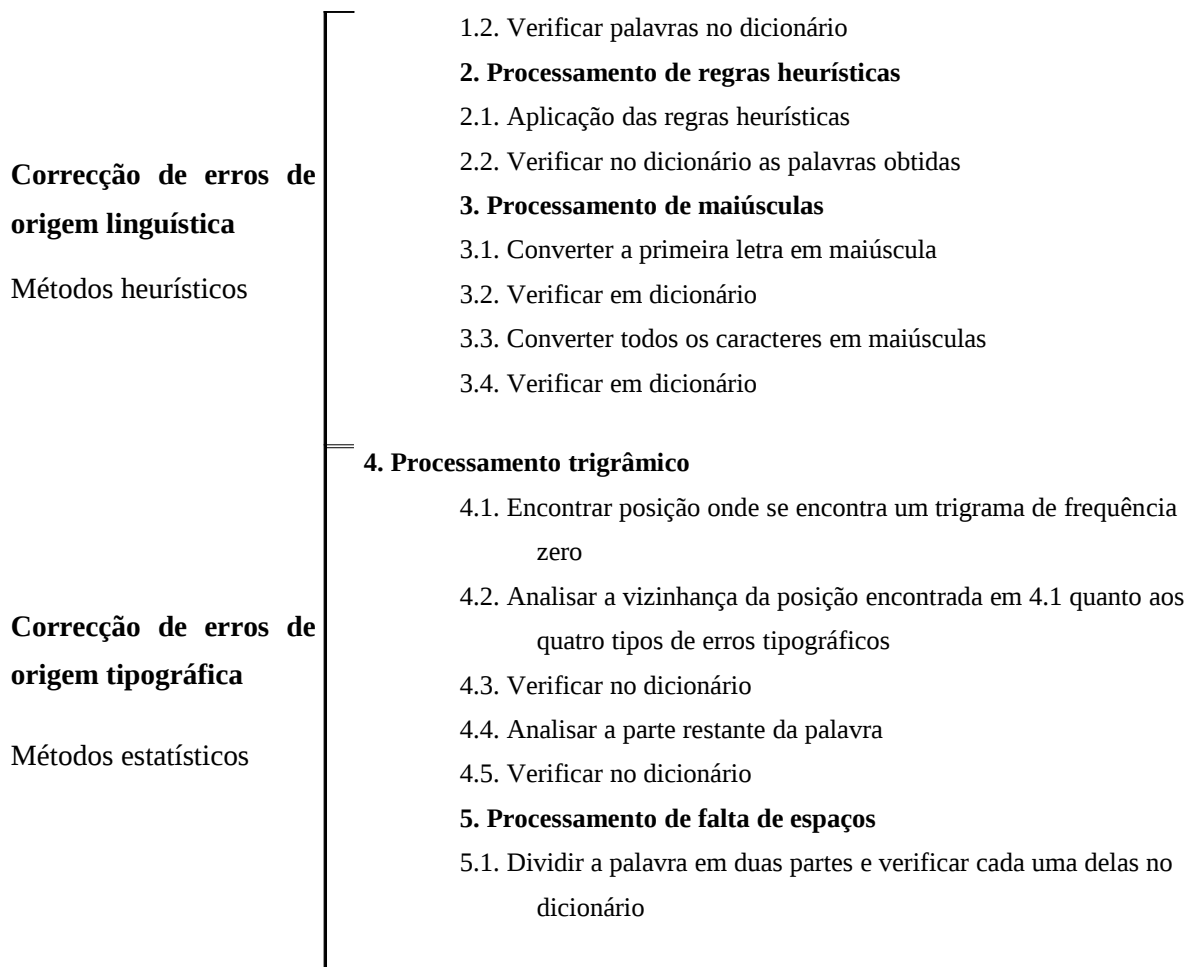 1.2. Verificar palavras no dicionário
2. Processamento de regras heurísticas
2.1. Aplicação das regras heurísticas
2.2. Verificar no dicionário as palavras obtidas
Correcção de erros de
origem linguística
Métodos heurísticos
3. Processamento de maiúsculas
3.1. Converter a primeira letra em maiúscula
3.2. Verificar em dicionário
3.3. Converter todos os caracteres em maiúsculas
3.4. Verificar em dicionário
4. Processamento trigrâmico
4.1. Encontrar posição onde se encontra um trigrama de frequência
zero
4.2. Analisar a vizinhança da posição encontrada em 4.1 quanto aos
quatro tipos de erros tipográficos
Correcção de erros de
origem tipográfica
Métodos estatísticos
4.3. Verificar no dicionário
4.4. Analisar a parte restante da palavra
4.5. Verificar no dicionário
5. Processamento de falta de espaços
5.1. Dividir a palavra em duas partes e verificar cada uma delas no
dicionário